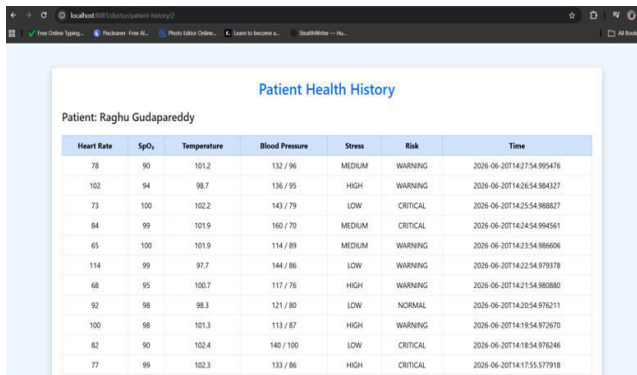 localhost:8081/doctor/patient-history/2
Free Online Typing... Pixcleaner -Free AI... Photo Editor Online... Learn to become a... StealthWriter — Hu... All Book
Patient Health History
Patient: Raghu Gudapareddy
Heart Rate SpO₂ Temperature Blood Pressure Stress Risk Time
78 90 101.2 132 / 96 MEDIUM WARNING 2026-06-20T14:27:54.995476
102 94 98.7 136 / 95 HIGH WARNING 2026-06-20T14:26:54.984327
73 100 102.2 143 / 79 LOW CRITICAL 2026-06-20T14:25:54.988827
84 99 101.9 160 / 70 MEDIUM CRITICAL 2026-06-20T14:24:54.994561
65 100 101.9 114 / 89 MEDIUM WARNING 2026-06-20T14:23:54.986606
114 99 97.7 144 / 86 LOW WARNING 2026-06-20T14:22:54.979378
68 95 100.7 117 / 76 HIGH WARNING 2026-06-20T14:21:54.980880
92 98 98.3 121 / 80 LOW NORMAL 2026-06-20T14:20:54.976211
100 98 101.3 113 / 87 HIGH WARNING 2026-06-20T14:19:54.972670
82 90 102.4 140 / 100 LOW CRITICAL 2026-06-20T14:18:54.976246
77 99 102.3 133 / 86 HIGH CRITICAL 2026-06-20T14:17:55.577918